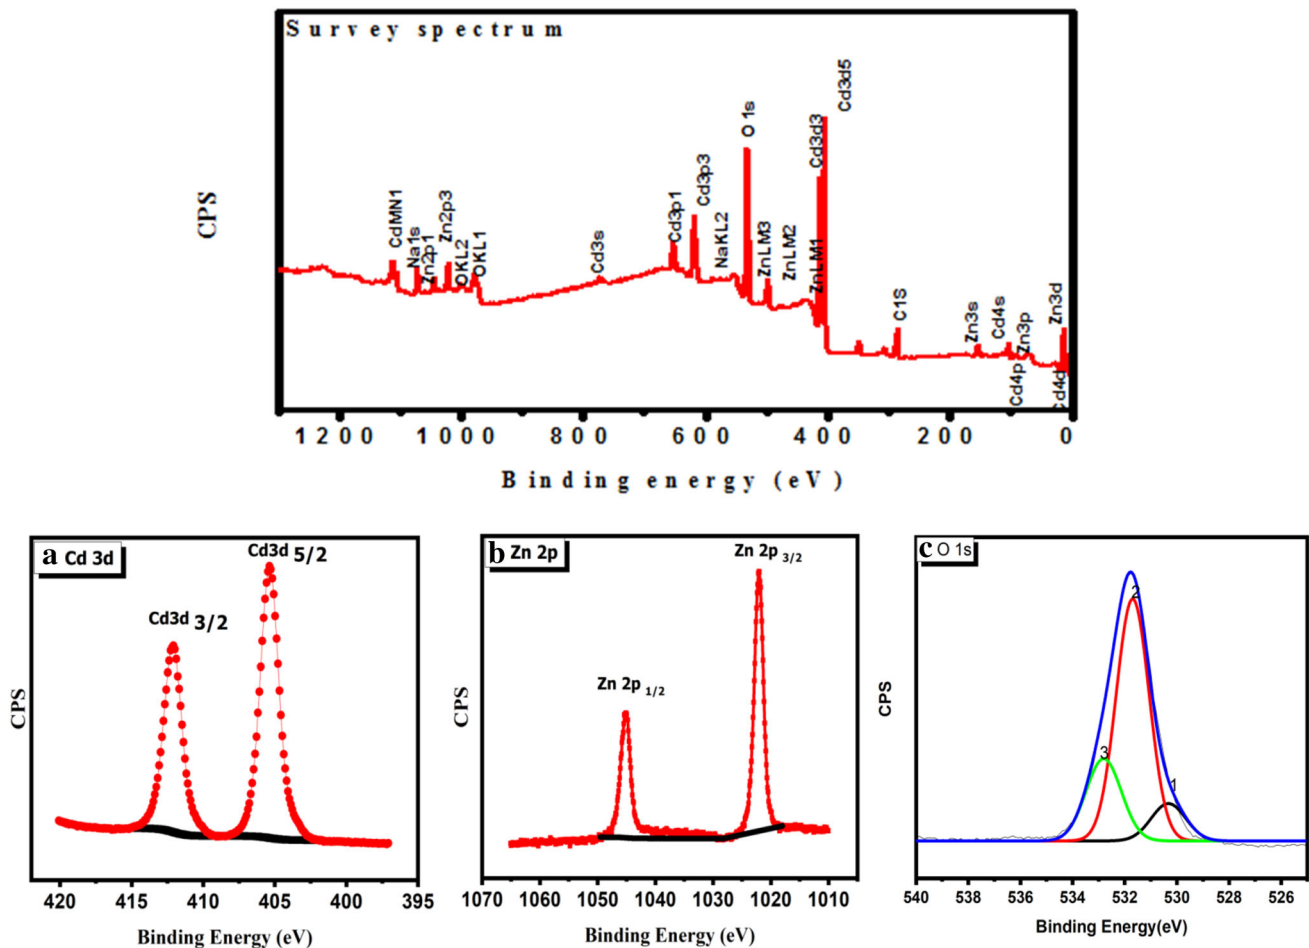 Survey spectrum
CPS
CdMN1
Na1s
Zn2p1
Zn2p3
OKL2
OKL1
Cd3s
Cd3p1
Cd3p3
NaKL2
O 1s
ZnLM3
ZnLM2
ZnLM1
Cd3d3
Cd3d5
C1S
Zn3s
Cd4s
Cd4p
Zn3p
Zn3d
Cd4d
1200 1000 800 600 400 200 0
Binding energy (eV)
a Cd 3d
Cd3d 5/2
Cd3d 3/2
CPS
420 415 410 405 400 395
Binding Energy (eV)
b Zn 2p
Zn 2p 3/2
Zn 2p 1/2
CPS
1070 1060 1050 1040 1030 1020 1010
Binding Energy (eV)
c O 1s
2
3
1
CPS
540 538 536 534 532 530 528 526
Binding Energy(eV)